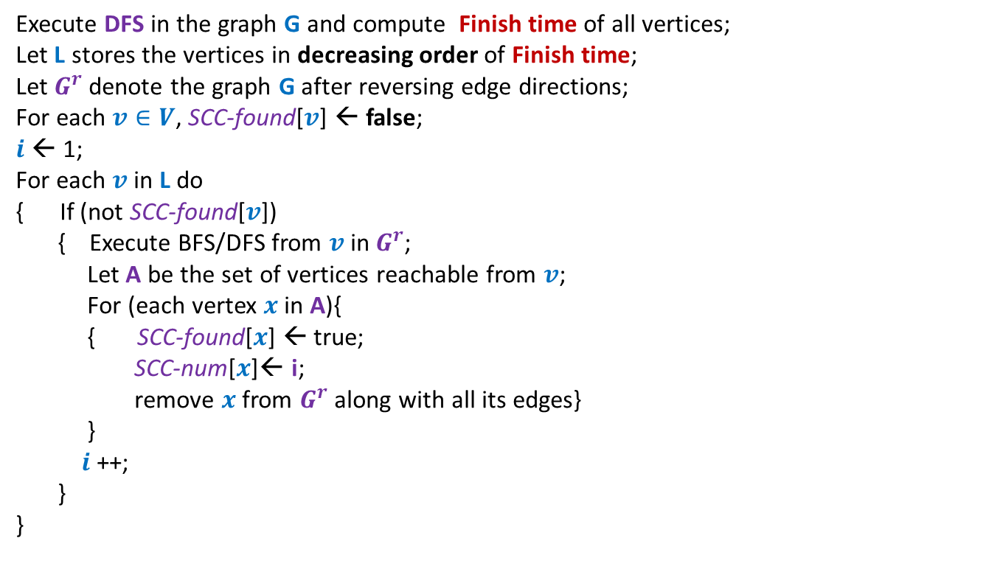 Execute DFS in the graph G and compute Finish time of all vertices;
Let L stores the vertices in decreasing order of Finish time;
Let Gʳ denote the graph G after reversing edge directions;
For each v ∈ V, SCC-found[v] ← false;
i ← 1;
For each v in L do
{ If (not SCC-found[v])
{ Execute BFS/DFS from v in Gʳ;
Let A be the set of vertices reachable from v;
For (each vertex x in A){
{ SCC-found[x] ← true;
SCC-num[x]← i;
remove x from Gʳ along with all its edges}
}
i ++;
}
}